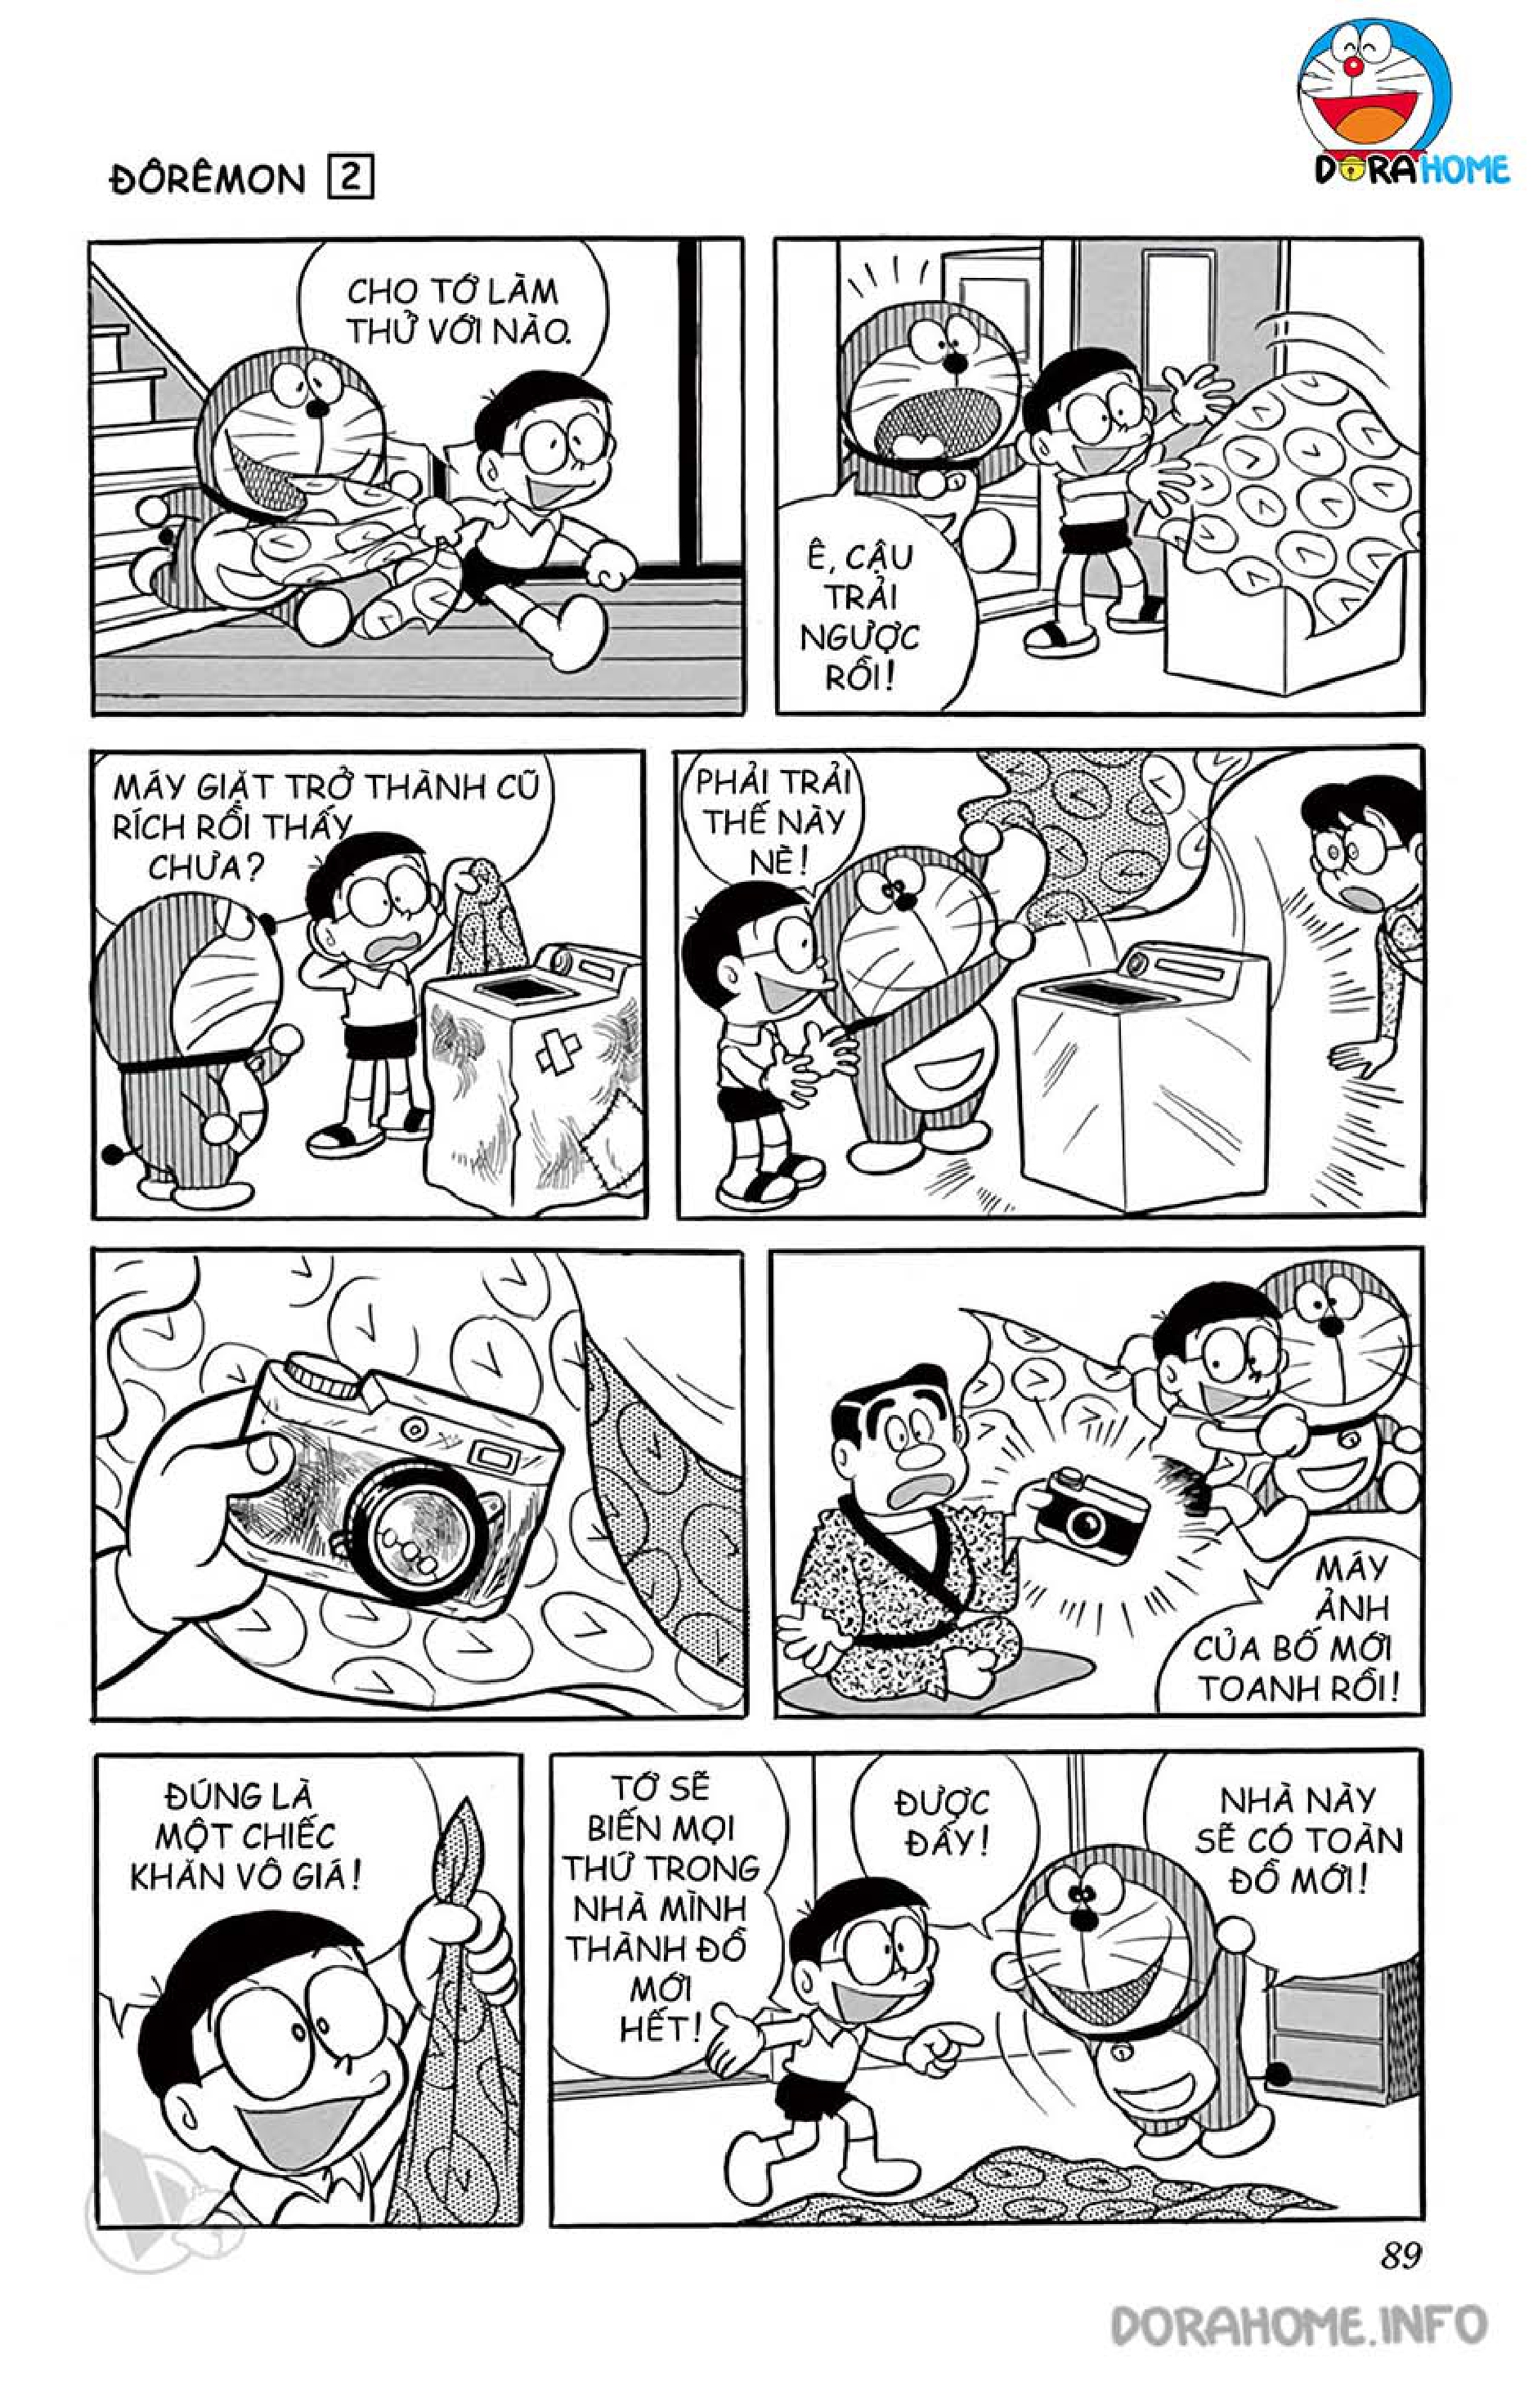 DORAHOME
ĐÔRÊMON 2
CHO TỚ LÀM
THỬ VỚI NÀO.
Ê, CẬU
TRẢI
NGƯỢC
RỒI!
MÁY GIẶT TRỞ THÀNH CŨ
RÍCH RỒI THẤY
CHƯA?
PHẢI TRẢI
THẾ NÀY
NÈ!
MÁY
ẢNH
CỦA BỐ MỚI
TOANH RỒI!
ĐÚNG LÀ
MỘT CHIẾC
KHĂN VÔ GIÁ!
TỚ SẼ
BIẾN MỌI
THỨ TRONG
NHÀ MÌNH
THÀNH ĐỒ
MỚI
HẾT!
ĐƯỢC
ĐẤY!
NHÀ NÀY
SẼ CÓ TOÀN
ĐỒ MỚI!
89
DORAHOME.INFO